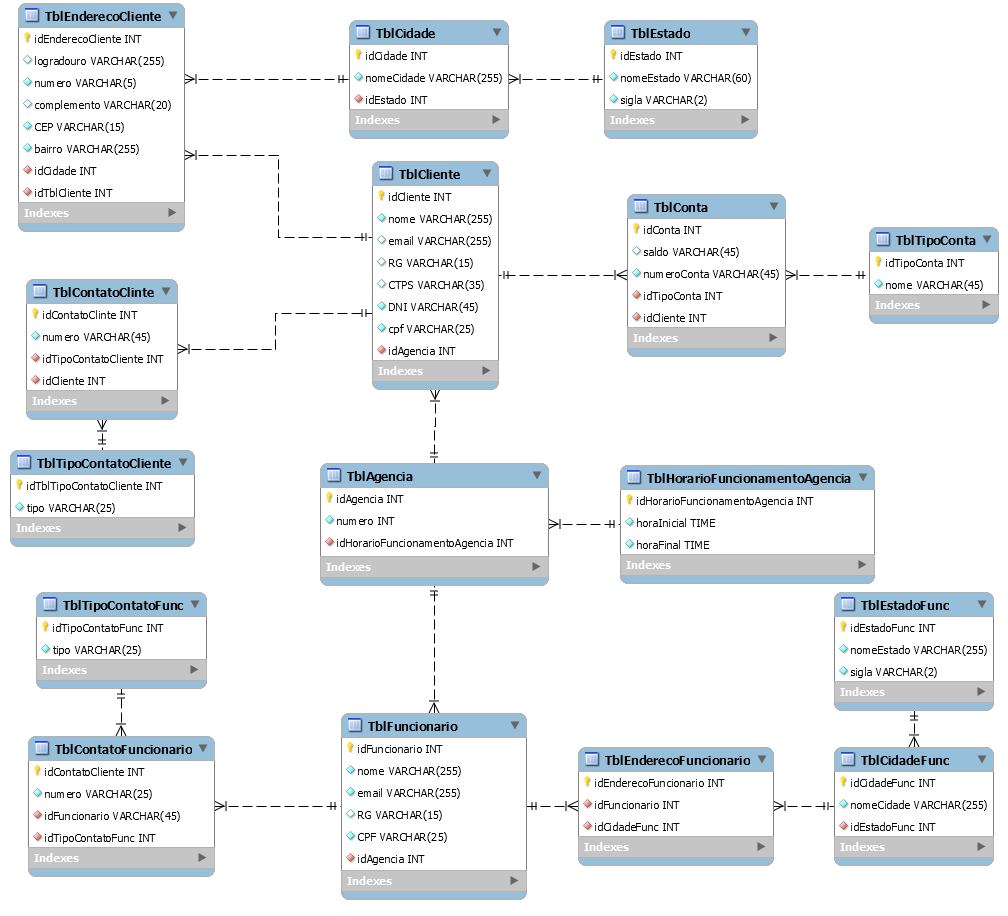 TblEnderecoCliente
idEnderecoCliente INT
logradouro VARCHAR(255)
numero VARCHAR(5)
complemento VARCHAR(20)
CEP VARCHAR(15)
bairro VARCHAR(255)
idCidade INT
idTblCliente INT
Indexes
TblCidade
idCidade INT
nomeCidade VARCHAR(255)
idEstado INT
Indexes
TblEstado
idEstado INT
nomeEstado VARCHAR(60)
sigla VARCHAR(2)
Indexes
TblCliente
idCliente INT
nome VARCHAR(255)
email VARCHAR(255)
RG VARCHAR(15)
CTPS VARCHAR(35)
DNI VARCHAR(45)
cpf VARCHAR(25)
idAgencia INT
Indexes
TblConta
idConta INT
saldo VARCHAR(45)
numeroConta VARCHAR(45)
idTipoConta INT
idCliente INT
Indexes
TblTipoConta
idTipoConta INT
nome VARCHAR(45)
Indexes
TblContatoClinte
idContatoClinte INT
numero VARCHAR(45)
idTipoContatoCliente INT
idCliente INT
Indexes
TblTipoContatoCliente
idTblTipoContatoCliente INT
tipo VARCHAR(25)
Indexes
TblAgencia
idAgencia INT
numero INT
idHorarioFuncionamentoAgencia INT
Indexes
TblHorarioFuncionamentoAgencia
idHorarioFuncionamentoAgencia INT
horaInicial TIME
horaFinal TIME
Indexes
TblTipoContatoFunc
idTipoContatoFunc INT
tipo VARCHAR(25)
Indexes
TblEstadoFunc
idEstadoFunc INT
nomeEstado VARCHAR(255)
sigla VARCHAR(2)
Indexes
TblContatoFuncionario
idContatoCliente INT
numero VARCHAR(25)
idFuncionario VARCHAR(45)
idTipoContatoFunc INT
Indexes
TblFuncionario
idFuncionario INT
nome VARCHAR(255)
email VARCHAR(255)
RG VARCHAR(15)
CPF VARCHAR(25)
idAgencia INT
Indexes
TblEnderecoFuncionario
idEnderecoFuncionario INT
idFuncionario INT
idCidadeFunc INT
Indexes
TblCidadeFunc
idCidadeFunc INT
nomeCidade VARCHAR(255)
idEstadoFunc INT
Indexes